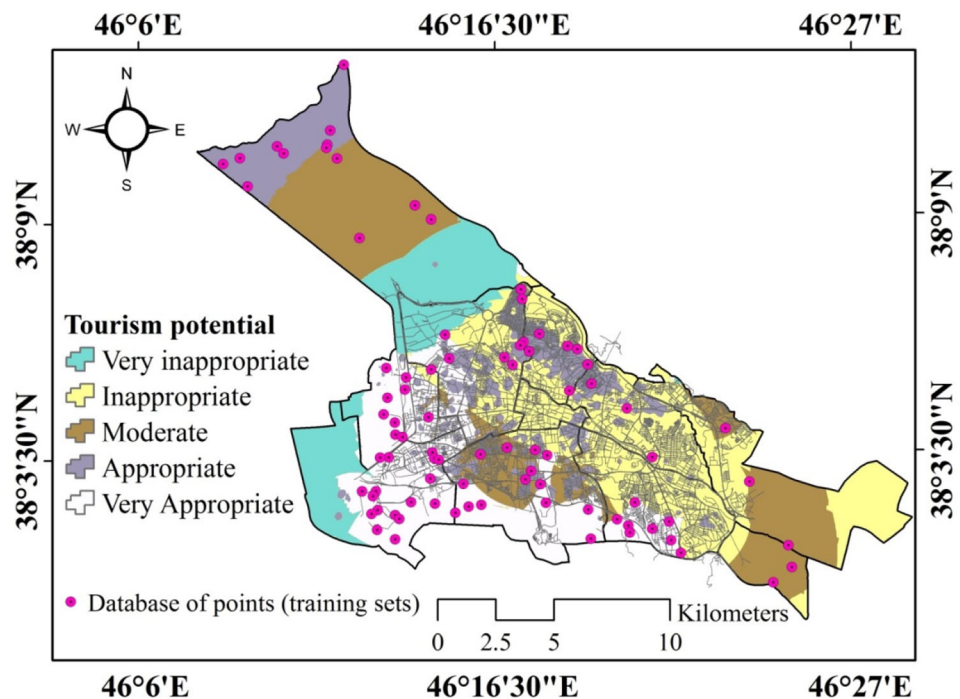 46°6'E 46°16'30"E 46°27'E
N
W E
S
38°9'N 38°9'N
Tourism potential
Very inappropriate
Inappropriate
Moderate
Appropriate
Very Appropriate
38°3'30"N 38°3'30"N
Database of points (training sets)
Kilometers
0 2.5 5 10
46°6'E 46°16'30"E 46°27'E